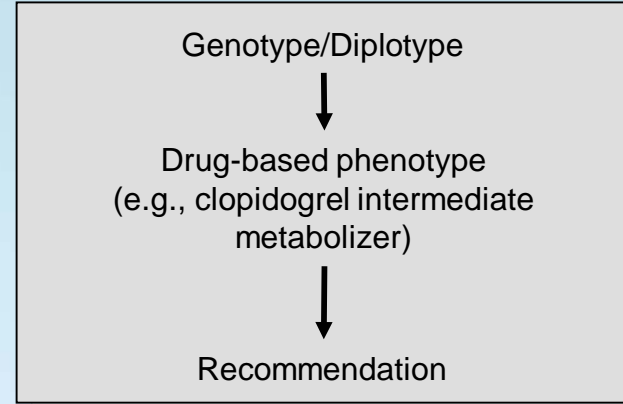 Genotype/Diplotype
Drug-based phenotype
(e.g., clopidogrel intermediate
metabolizer)
Recommendation